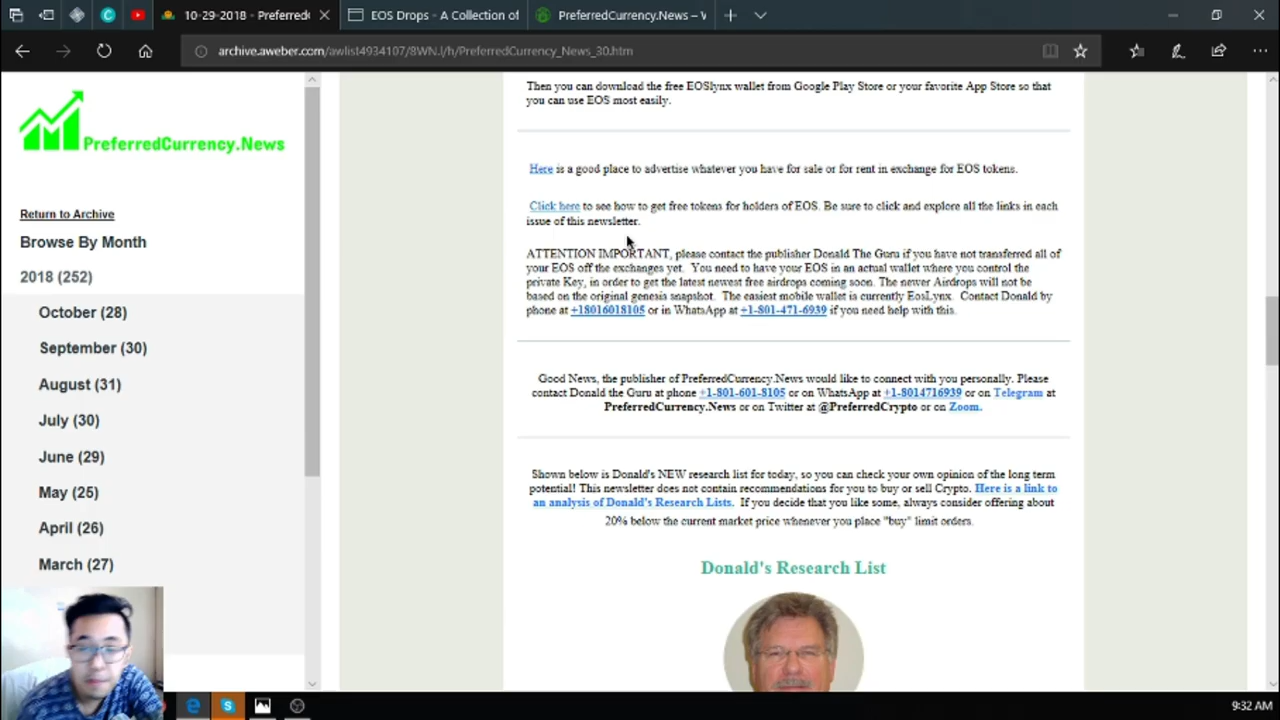 10-29-2018 - Preferred
EOS Drops - A Collection of
PreferredCurrency.News – V
archive.aweber.com/awlist4934107/8WN.l/h/PreferredCurrency_News_30.htm
PreferredCurrency.News
Return to Archive
Browse By Month
2018 (252)
October (28)
September (30)
August (31)
July (30)
June (29)
May (25)
April (26)
March (27)
Then you can download the free EOSlynx wallet from Google Play Store or your favorite App Store so that
you can use EOS most easily.
Here is a good place to advertise whatever you have for sale or for rent in exchange for EOS tokens.
Click here to see how to get free tokens for holders of EOS. Be sure to click and explore all the links in each
issue of this newsletter.
ATTENTION IMPORTANT, please contact the publisher Donald The Guru if you have not transferred all of
your EOS off the exchanges yet. You need to have your EOS in an actual wallet where you control the
private Key, in order to get the latest newest free airdrops coming soon. The newer Airdrops will not be
based on the original genesis snapshot. The easiest mobile wallet is currently EosLynx. Contact Donald by
phone at +18016018105 or in WhatsApp at +1-801-471-6939 if you need help with this.
Good News, the publisher of PreferredCurrency.News would like to connect with you personally. Please
contact Donald the Guru at phone +1-801-601-8105 or on WhatsApp at +1-8014716939 or on Telegram at
PreferredCurrency.News or on Twitter at @PreferredCrypto or on Zoom.
Shown below is Donald's NEW research list for today, so you can check your own opinion of the long term
potential! This newsletter does not contain recommendations for you to buy or sell Crypto. Here is a link to
an analysis of Donald's Research Lists. If you decide that you like some, always consider offering about
20% below the current market price whenever you place "buy" limit orders.
Donald's Research List
9:32 AM